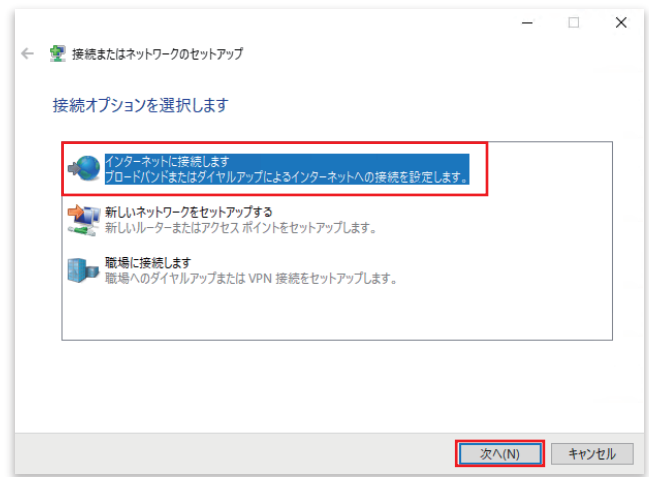 接続またはネットワークのセットアップ
接続オプションを選択します
インターネットに接続します
ブロードバンドまたはダイヤルアップによるインターネットへの接続を設定します。
新しいネットワークをセットアップする
新しいルーターまたはアクセス ポイントをセットアップします。
職場に接続します
職場へのダイヤルアップまたは VPN 接続をセットアップします。
次へ(N)
キャンセル